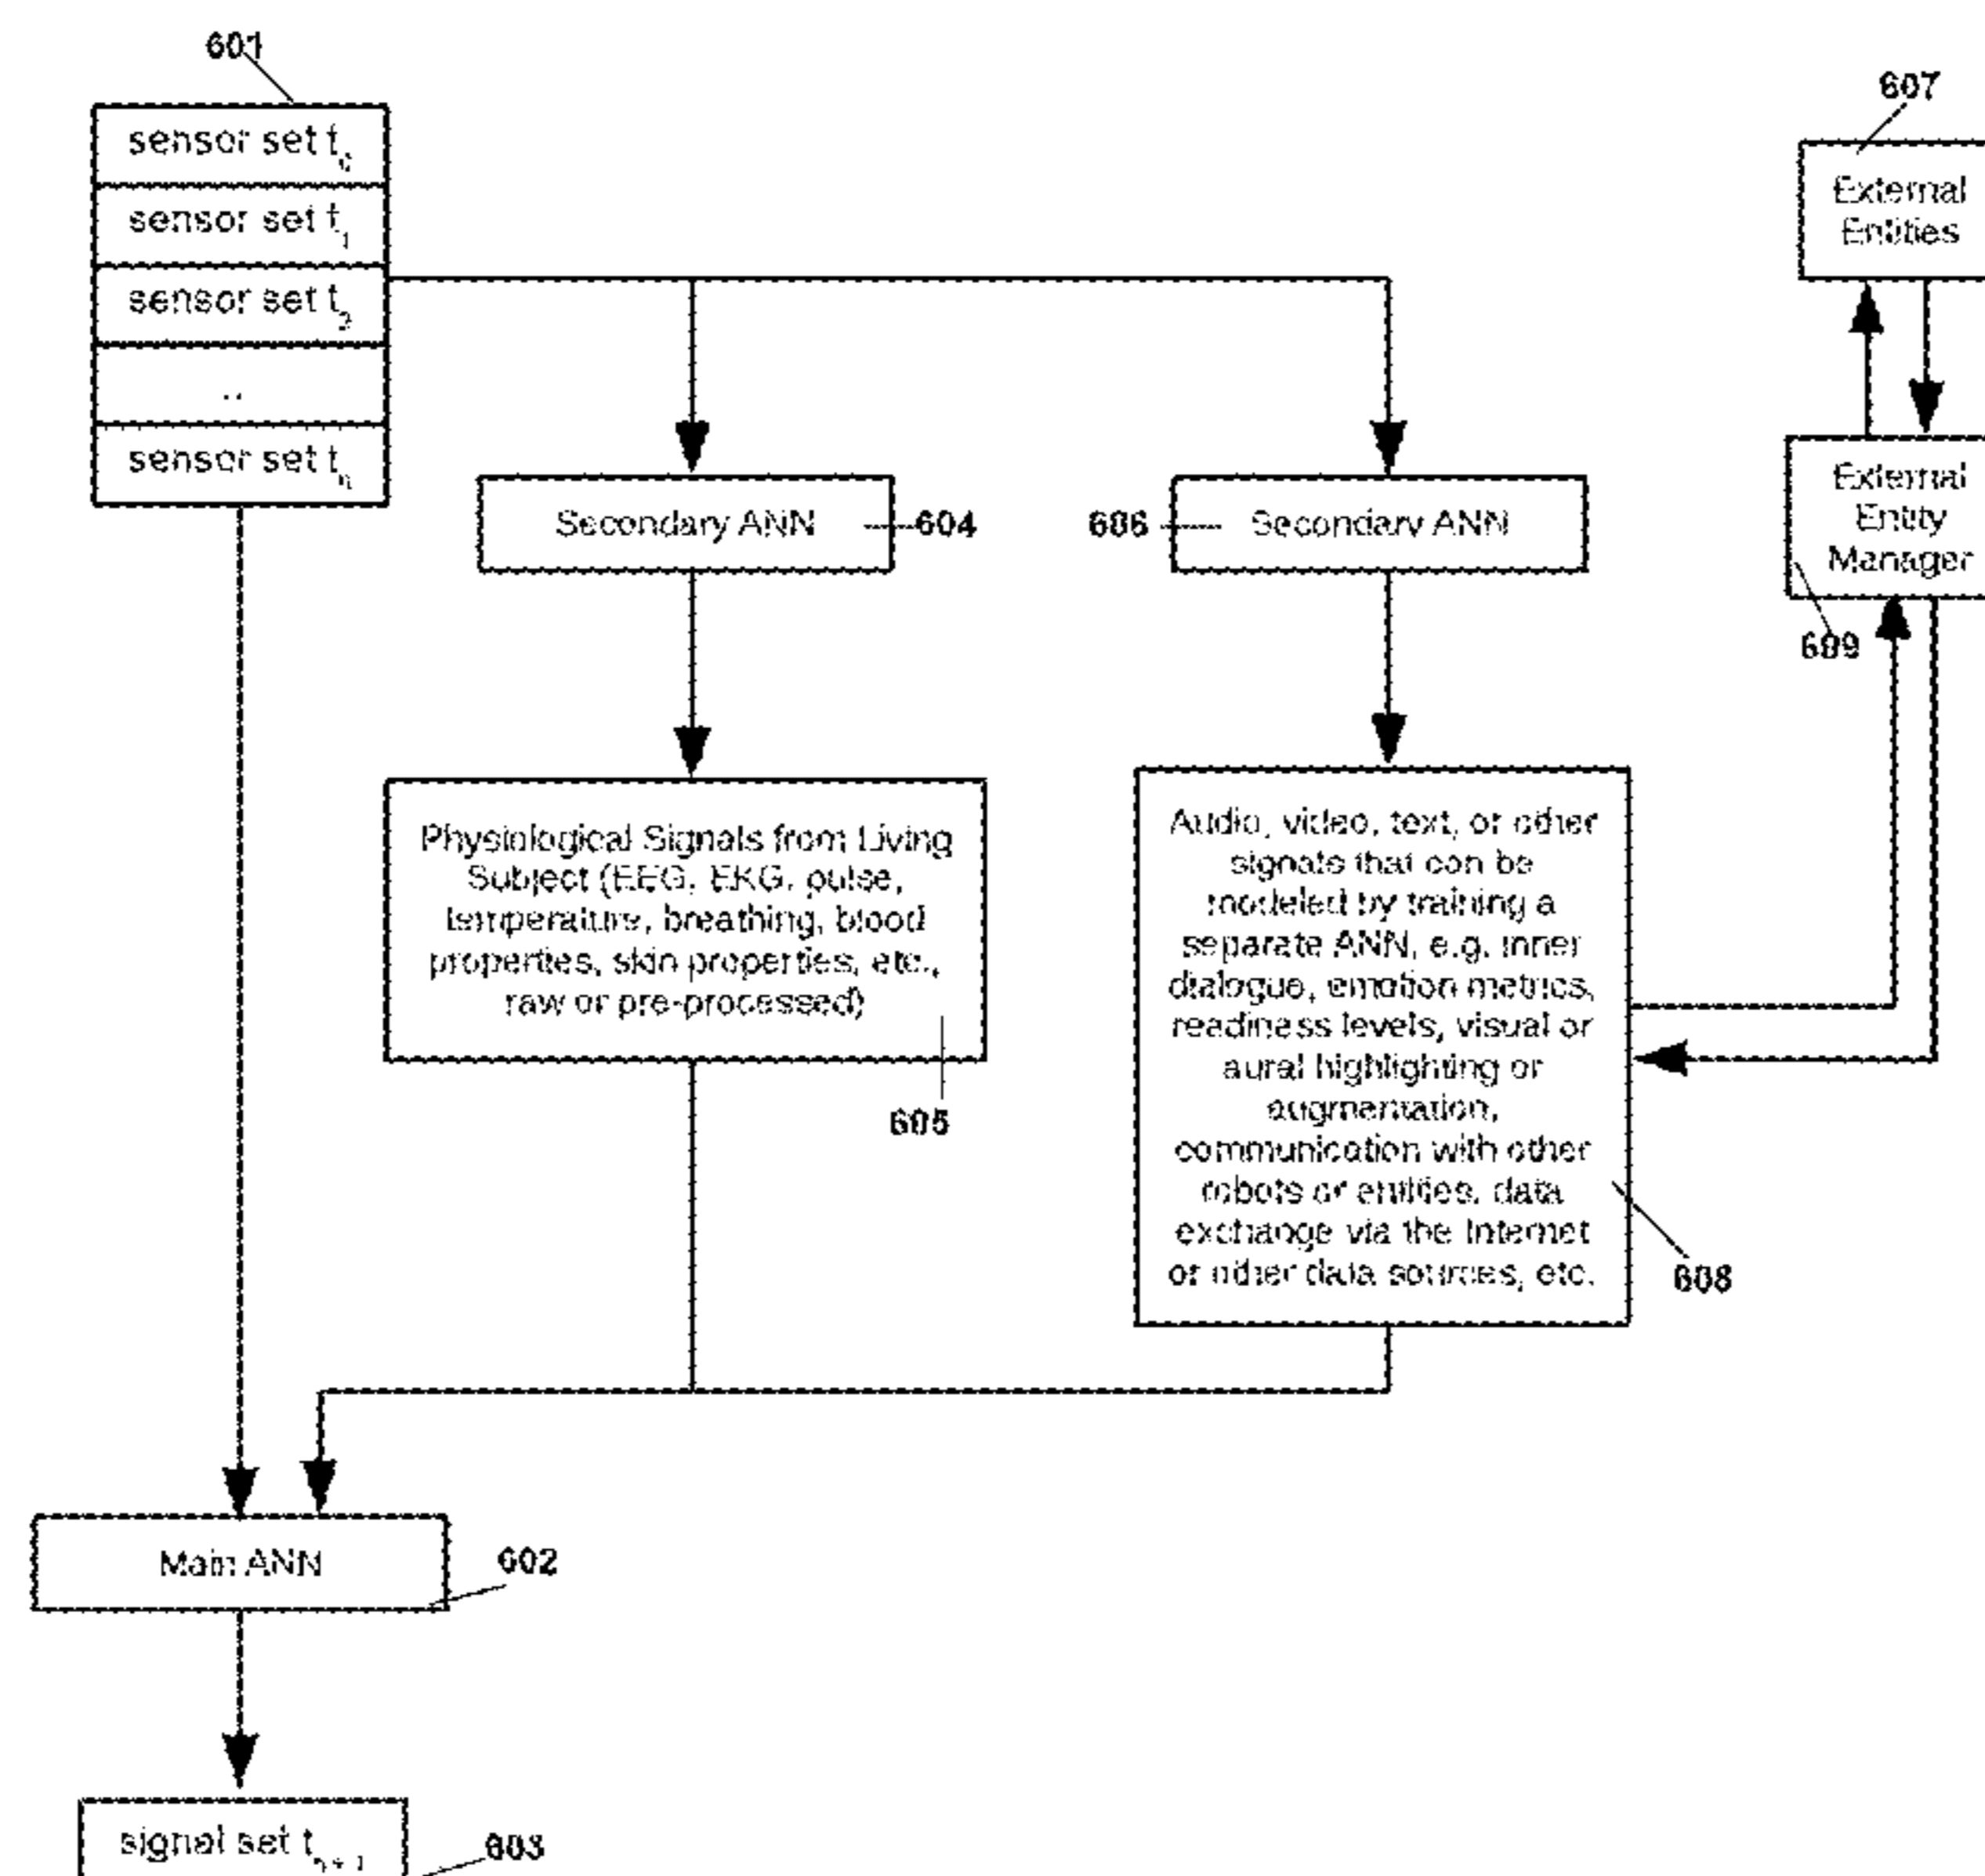 601
sensor set t0
sensor set t1
sensor set t2
..
sensor set tn
607
External
Entities
External
Entity
Manager
609
Secondary ANN
604
606
Secondary ANN
Physiological Signals from Living
Subject (EEG, EKG, pulse,
temperature, breathing, blood
properties, skin properties, etc.,
raw or pre-processed)
605
Audio, video, text, or other
signals that can be
modeled by training a
separate ANN, e.g. inner
dialogue, emotion metrics,
readiness levels, visual or
aural highlighting or
augmentation,
communication with other
robots or entities, data
exchange via the Internet
or other data sources, etc.
608
Main ANN
602
signal set tn+1
603